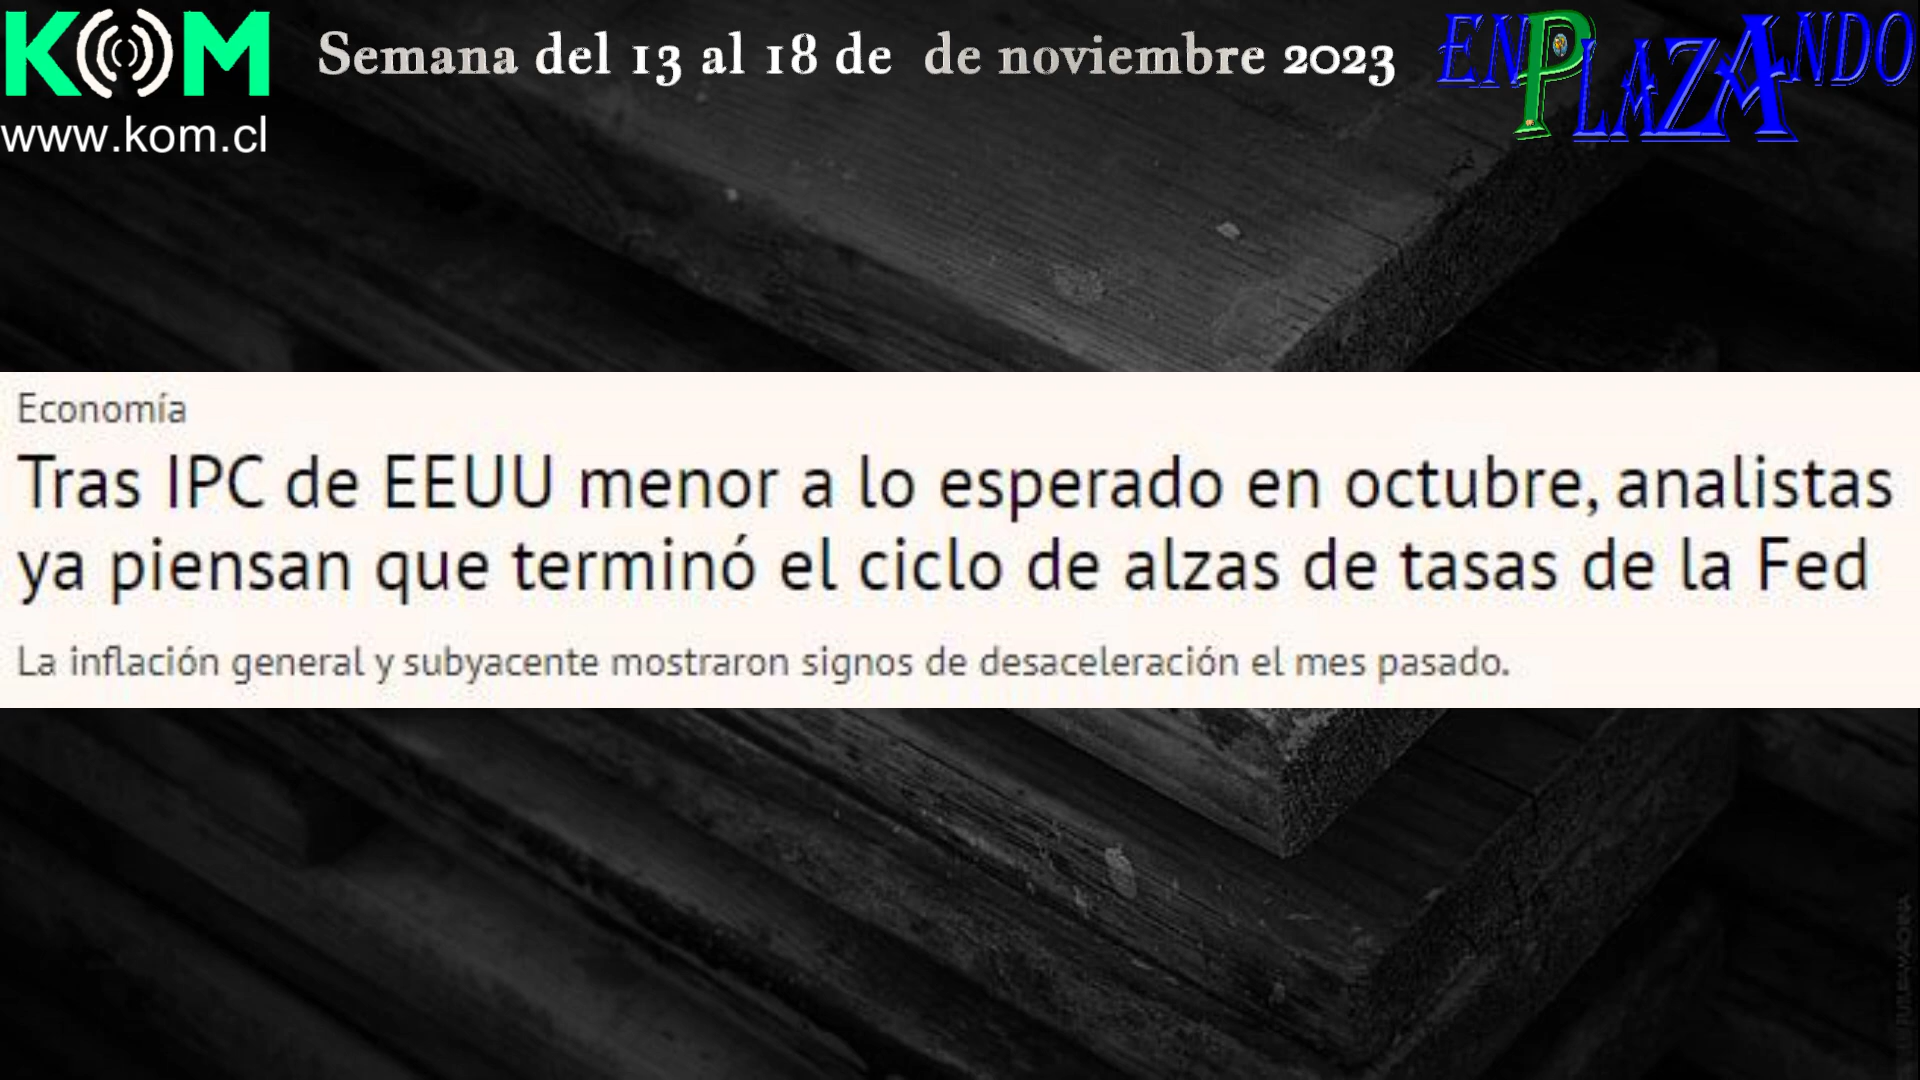 KOM
www.kom.cl
Semana del 13 al 18 de de noviembre 2023
ENPLAZANDO
Economía
Tras IPC de EEUU menor a lo esperado en octubre, analistas
ya piensan que terminó el ciclo de alzas de tasas de la Fed
La inflación general y subyacente mostraron signos de desaceleración el mes pasado.